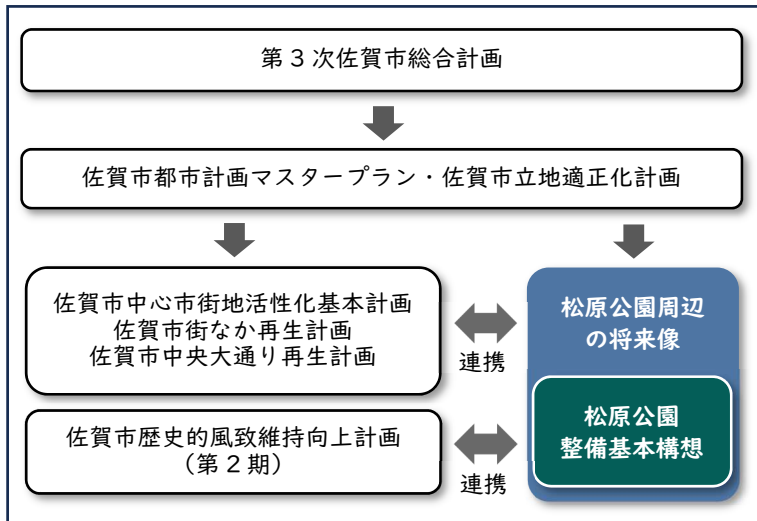 第3次佐賀市総合計画
佐賀市都市計画マスタープラン・佐賀市立地適正化計画
佐賀市中心市街地活性化基本計画
佐賀市街なか再生計画
佐賀市中央大通り再生計画
連携
松原公園周辺
の将来像
佐賀市歴史的風致維持向上計画
(第2期)
連携
松原公園
整備基本構想